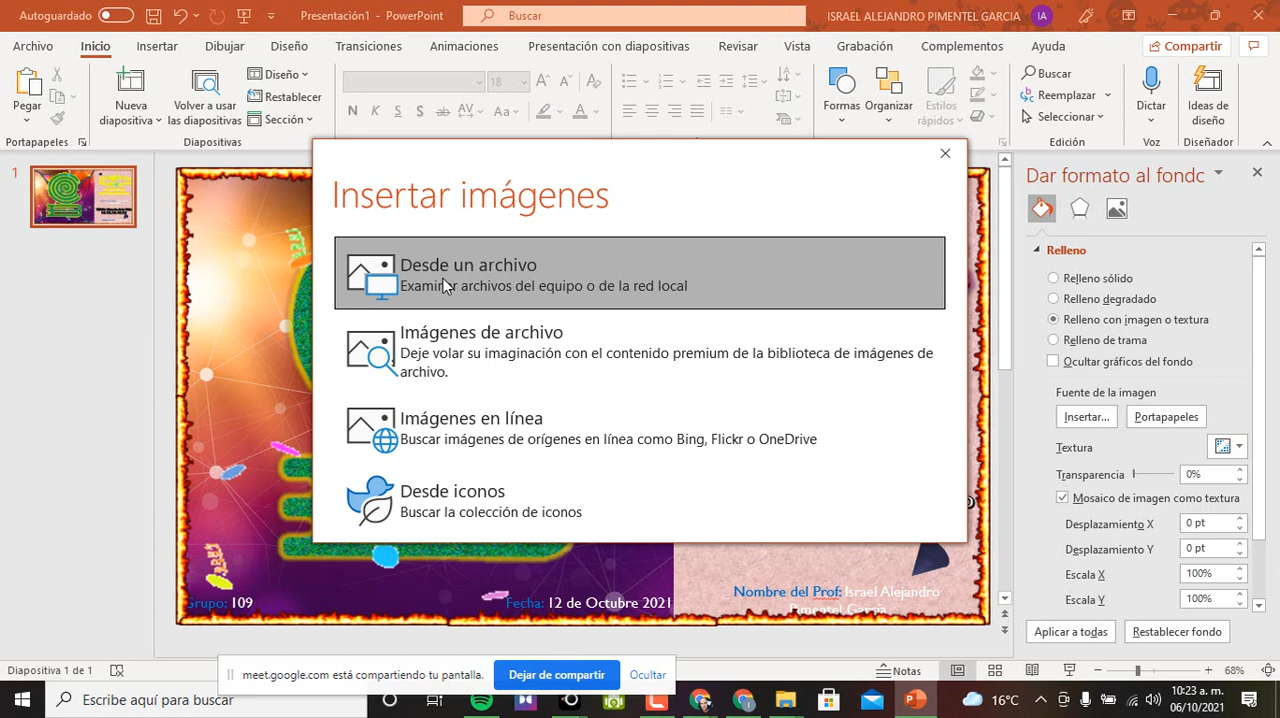 Autoguardado
Presentación1 - PowerPoint
Buscar
ISRAEL ALEJANDRO PIMENTEL GARCIA
IA
Archivo
Inicio
Insertar
Dibujar
Diseño
Transiciones
Animaciones
Presentación con diapositivas
Revisar
Vista
Grabación
Complementos
Ayuda
Compartir
Pegar
Nueva
diapositiva
Volver a usar
las diapositivas
Diseño
Restablecer
Sección
18
N K S S ab AV Aa
Formas
Organizar
Estilos
rápidos
Buscar
Reemplazar
Seleccionar
Dictar
Ideas de
diseño
Portapapeles
Diapositivas
Edición
Voz
Diseñador
1
Insertar imágenes
Desde un archivo
Examinar archivos del equipo o de la red local
Imágenes de archivo
Deje volar su imaginación con el contenido premium de la biblioteca de imágenes de
archivo.
Imágenes en línea
Buscar imágenes de orígenes en línea como Bing, Flickr o OneDrive
Desde iconos
Buscar la colección de iconos
Grupo: 109
Fecha: 12 de Octubre 2021
Nombre del Prof: Israel Alejandro
Pimentel García
Dar formato al fondo
Relleno
Relleno sólido
Relleno degradado
Relleno con imagen o textura
Relleno de trama
Ocultar gráficos del fondo
Fuente de la imagen
Insertar...
Portapapeles
Textura
Transparencia
0%
Mosaico de imagen como textura
Desplazamiento X
0 pt
Desplazamiento Y
0 pt
Escala X
100%
Escala Y
100%
Aplicar a todas
Restablecer fondo
Diapositiva 1 de 1
meet.google.com está compartiendo tu pantalla.
Dejar de compartir
Ocultar
Notas
68%
Escribe aquí para buscar
16°C
10:23 a. m.
06/10/2021